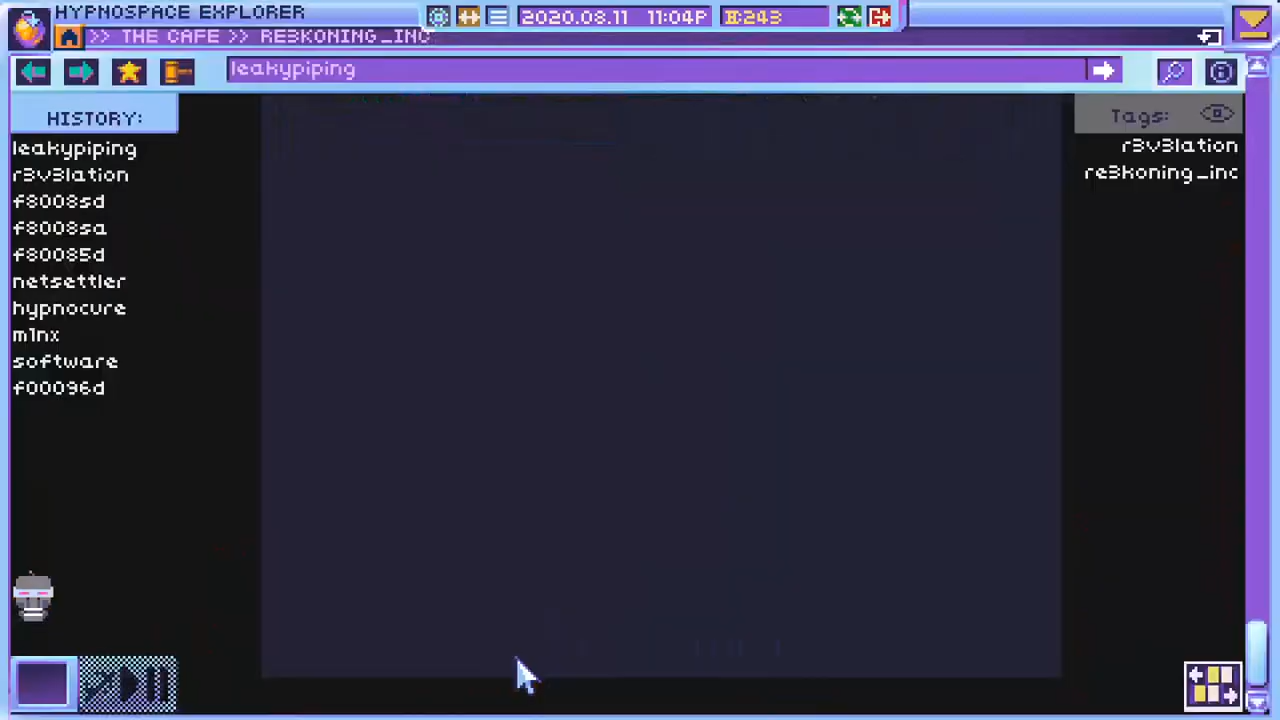 HYPNOSPACE EXPLORER
2020.08.11 11:04P
243
>> THE CAFE >> RE3KONING_INC
leakypiping
HISTORY:
leakypiping
r3v3lation
f8008sd
f8008sa
f80085d
netsettler
hypnocure
m1nx
software
f00096d
Tags:
r3v3lation
re3koning_inc